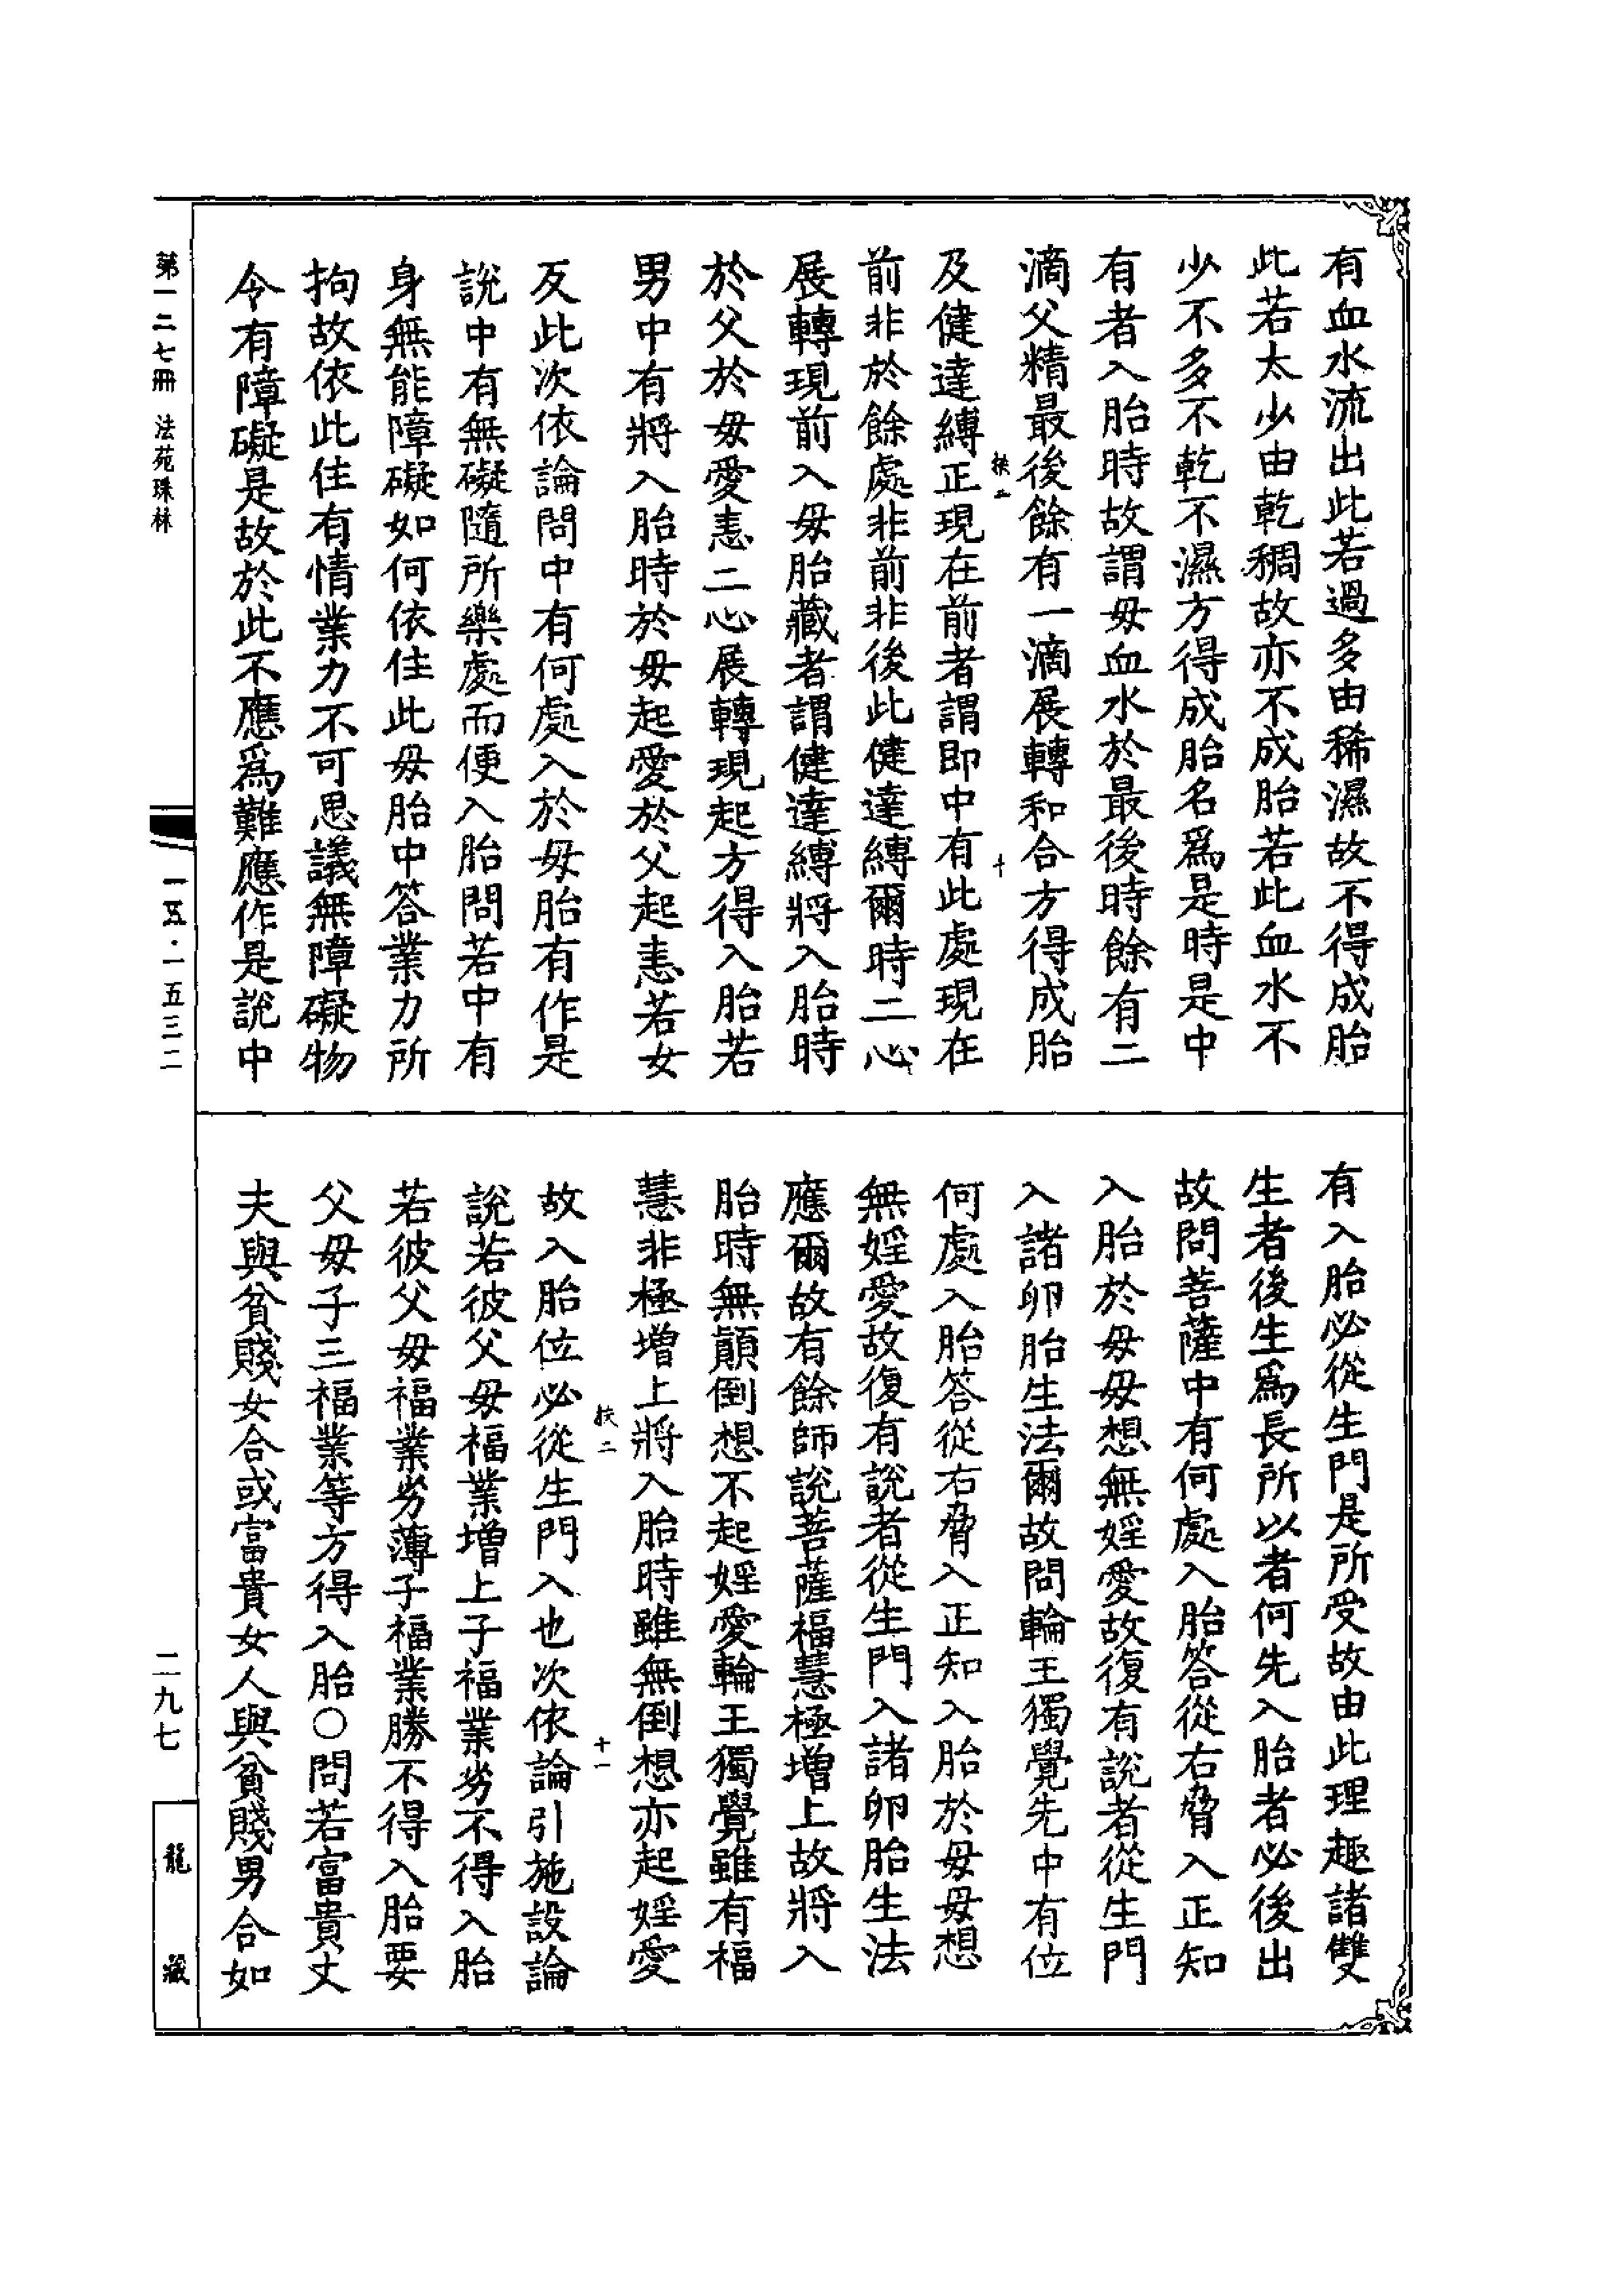 有血水流出此若過多由稀濕故不得成胎
此若太少由乾稠故亦不成胎若此血水不
少不多不乾不濕方得成胎名爲是時是中
有者入胎時故謂毋血水於最後時餘有二
滴父精最後餘有一滴展轉和合方得成胎
十
及健達縛正現在前者謂即中有此處現在
前非於餘處非前非後此健達縛爾時二心
展轉現前入毋胎藏者謂健達縛將入胎時
於父於毋愛恚二心展轉現起方得入胎若
男中有將入胎時於毋起愛於父起恚若女
反此次依論問中有何處入於毋胎有作是
說中有無礙隨所樂處而便入胎問若中有
身無能障礙如何依住此毋胎中答業力所
拘故依此住有情業力不可思議無障礙物
令有障礙是故於此不應爲難應作是說中
有入胎必從生門是所受故由此理趣諸雙
生者後生爲長所以者何先入胎者必後出
故問菩薩中有何處入胎答從右脅入正知
入胎於毋毋想無婬愛故復有說者從生門
入諸卵胎生法爾故問輪王獨覺先中有位
何處入胎答從右脅入正知入胎於毋毋想
無婬愛故復有說者從生門入諸卵胎生法
應爾故有餘師說菩薩福慧極增上故將入
胎時無顛倒想不起婬愛輪王獨覺雖有福
慧非極增上將入胎時雖無倒想亦起婬愛
扶二 十一
故入胎位必從生門入也次依論引施設論
說若彼父毋福業增上子福業劣不得入胎
若彼父毋福業劣薄子福業勝不得入胎要
父毋子三福業等方得入胎○問若富貴丈
夫與貧賤女合或富貴女人與貧賤男合如
第一二七冊 法苑珠林
一五三二
二九七
龍藏